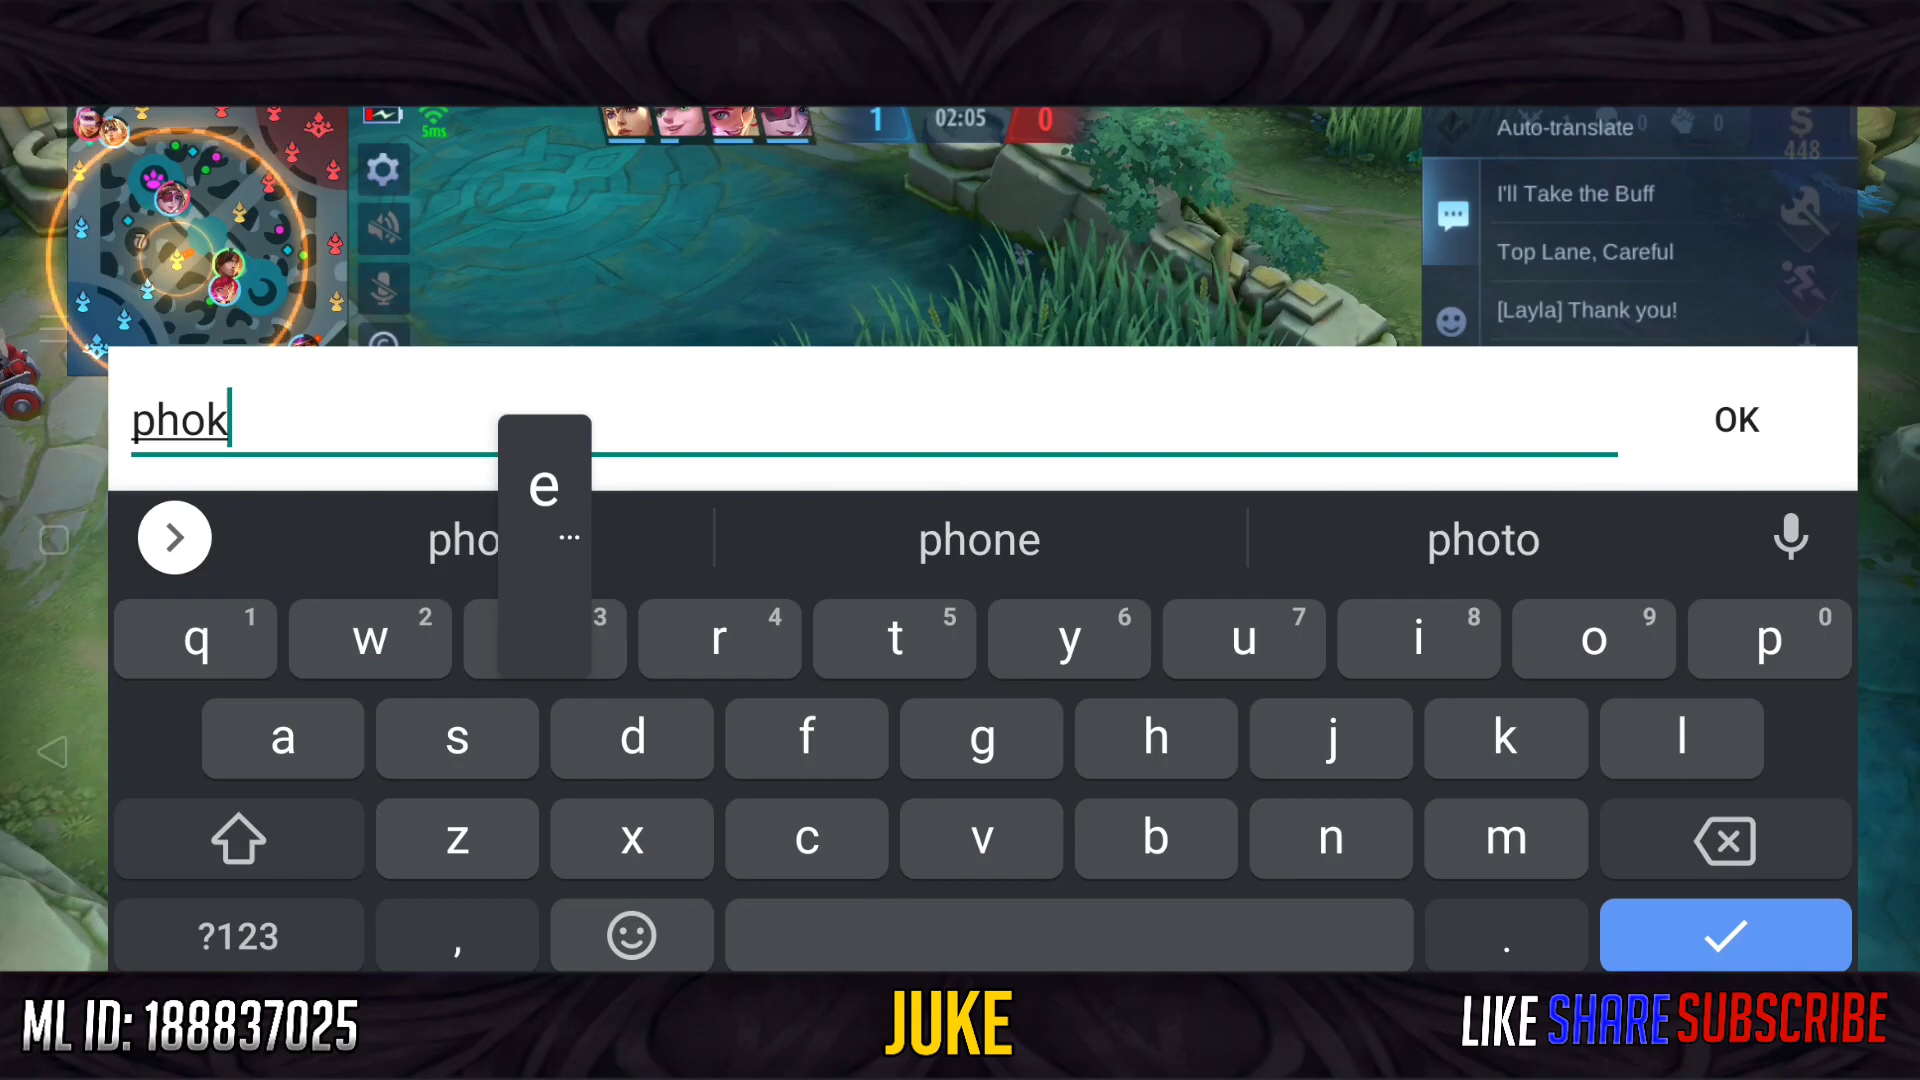 5ms
1
02:05
0
Auto-translate
0
448
I'll Take the Buff
Top Lane, Careful
[Layla] Thank you!
7
phok
OK
e
...
pho
phone
photo
q 1
w 2
3
r 4
t 5
y 6
u 7
i 8
o 9
p 0
a s d f g h j k l
z x c v b n m
?123 , .
ML ID: 188837025
JUKE
LIKE SHARE SUBSCRIBE